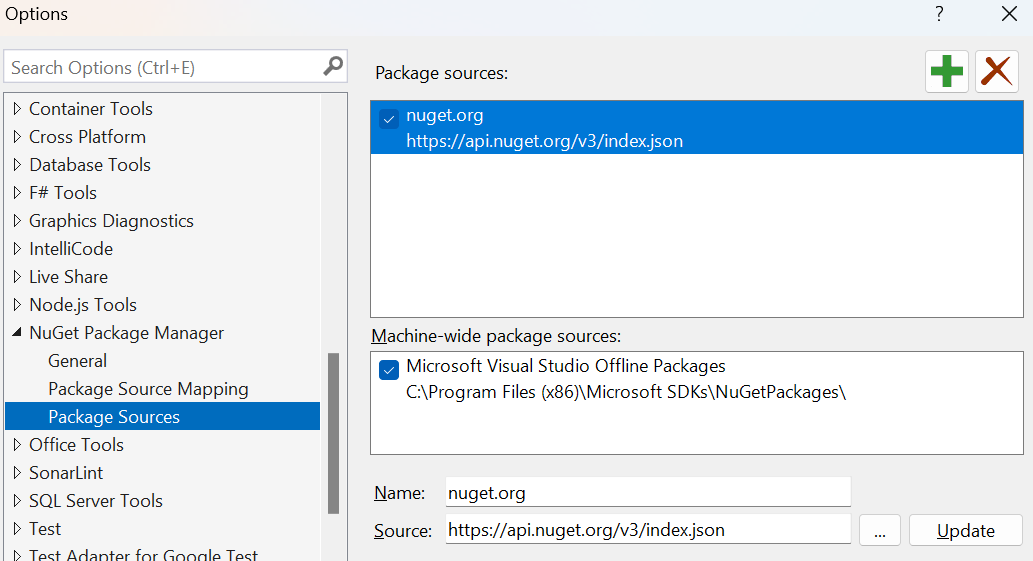 Options
?
Search Options (Ctrl+E)
Container Tools
Cross Platform
Database Tools
F# Tools
Graphics Diagnostics
IntelliCode
Live Share
Node.js Tools
NuGet Package Manager
General
Package Source Mapping
Package Sources
Office Tools
SonarLint
SQL Server Tools
Test
Test Adapter for Google Test
Package sources:
nuget.org
https://api.nuget.org/v3/index.json
Machine-wide package sources:
Microsoft Visual Studio Offline Packages
C:\Program Files (x86)\Microsoft SDKs\NuGetPackages\
Name: nuget.org
Source: https://api.nuget.org/v3/index.json ... Update